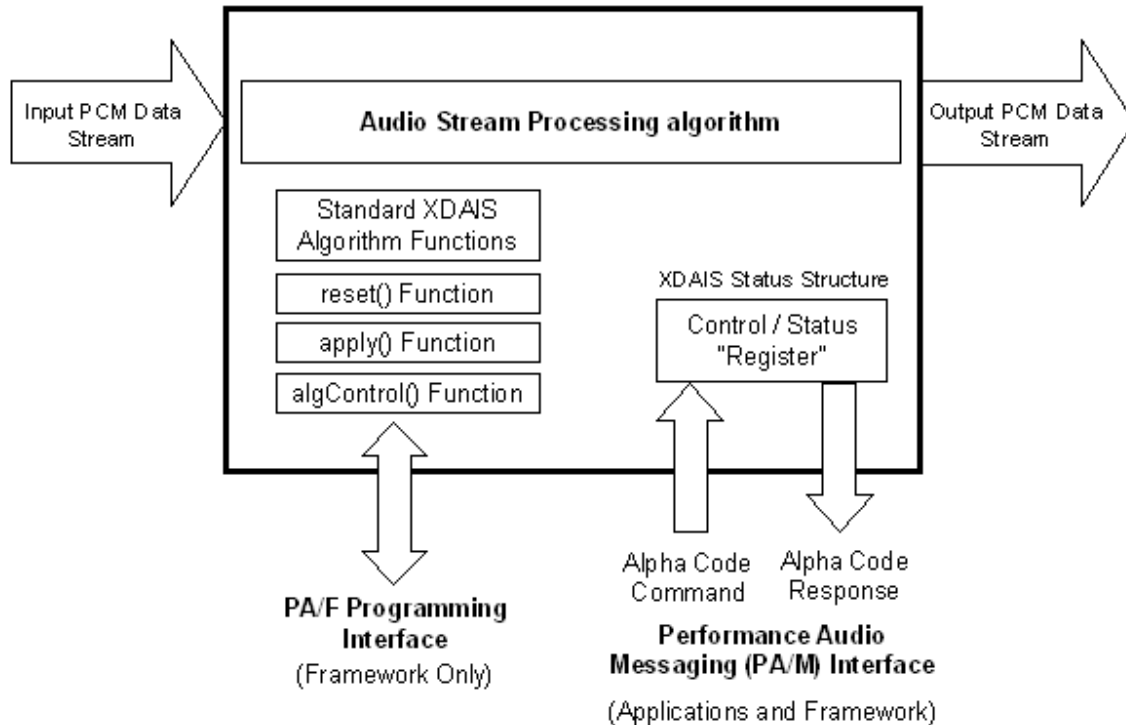 Input PCM Data
Stream
Audio Stream Processing algorithm
Output PCM Data
Stream
Standard XDAIS
Algorithm Functions
reset() Function
apply() Function
algControl() Function
XDAIS Status Structure
Control / Status
"Register"
PA/F Programming
Interface
(Framework Only)
Alpha Code
Command
Alpha Code
Response
Performance Audio
Messaging (PA/M) Interface
(Applications and Framework)